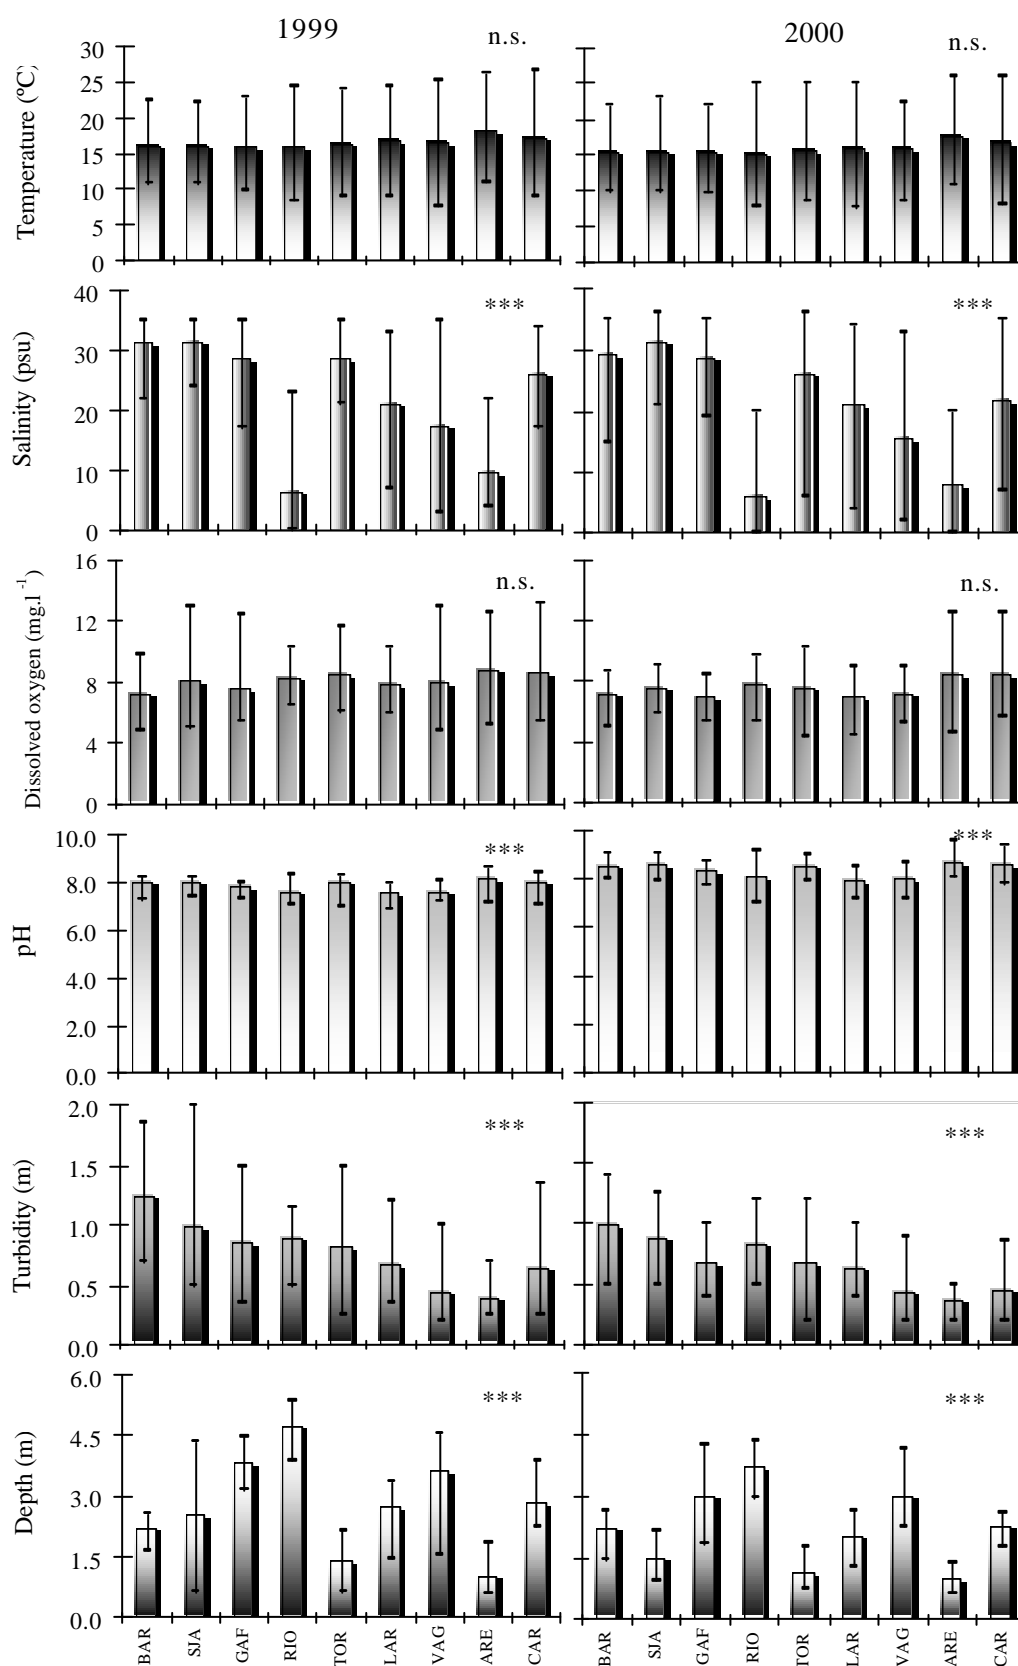 1999
n.s.
2000
n.s.
Temperature (ºC)
30
25
20
15
10
5
0
Salinity (psu)
40
30
20
10
0
***
***
Dissolved oxygen (mg.l -1)
16
12
8
4
0
n.s.
n.s.
pH
10.0
8.0
6.0
4.0
2.0
0.0
***
***
Turbidity (m)
2.0
1.5
1.0
0.5
0.0
***
***
Depth (m)
6.0
4.5
3.0
1.5
0.0
***
***
BAR
SJA
GAF
RIO
TOR
LAR
VAG
ARE
CAR
BAR
SJA
GAF
RIO
TOR
LAR
VAG
ARE
CAR